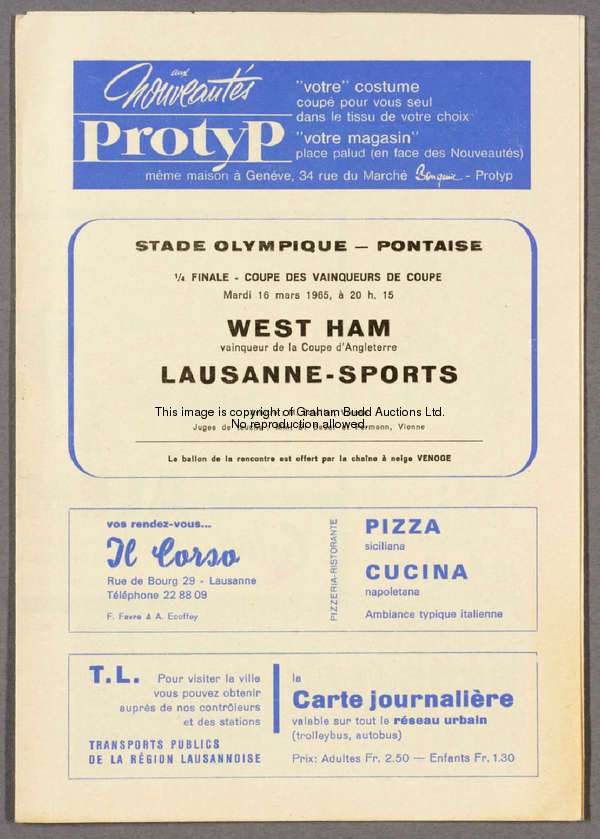 aux
Nouveautés
Protyp
"votre" costume
coupé pour vous seul
dans le tissu de votre choix
"votre magasin"
place palud (en face des Nouveautés)
même maison à Genève, 34 rue du Marché Bonguie - Protyp
STADE OLYMPIQUE — PONTAISE
¼ FINALE - COUPE DES VAINQUEURS DE COUPE
Mardi 16 mars 1965, à 20 h. 15
WEST HAM
vainqueur de la Coupe d'Angleterre
LAUSANNE-SPORTS
This image is copyright of Graham Budd Auctions Ltd.
No reproduction allowed.
Juges de Vienne
Le ballon de la rencontre est offert par la chaîne à neige VENOGE
vos rendez-vous...
Il Corso
Rue de Bourg 29 - Lausanne
Téléphone 22 88 09
F. Favre & A. Ecoffey
PIZZERIA-RISTORANTE
PIZZA
siciliana
CUCINA
napoletana
Ambiance typique italienne
T.L.
Pour visiter la ville
vous pouvez obtenir
auprès de nos contrôleurs
et des stations
TRANSPORTS PUBLICS
DE LA RÉGION LAUSANNOISE
la
Carte journalière
valable sur tout le réseau urbain
(trolleybus, autobus)
Prix: Adultes Fr. 2.50 — Enfants Fr. 1.30